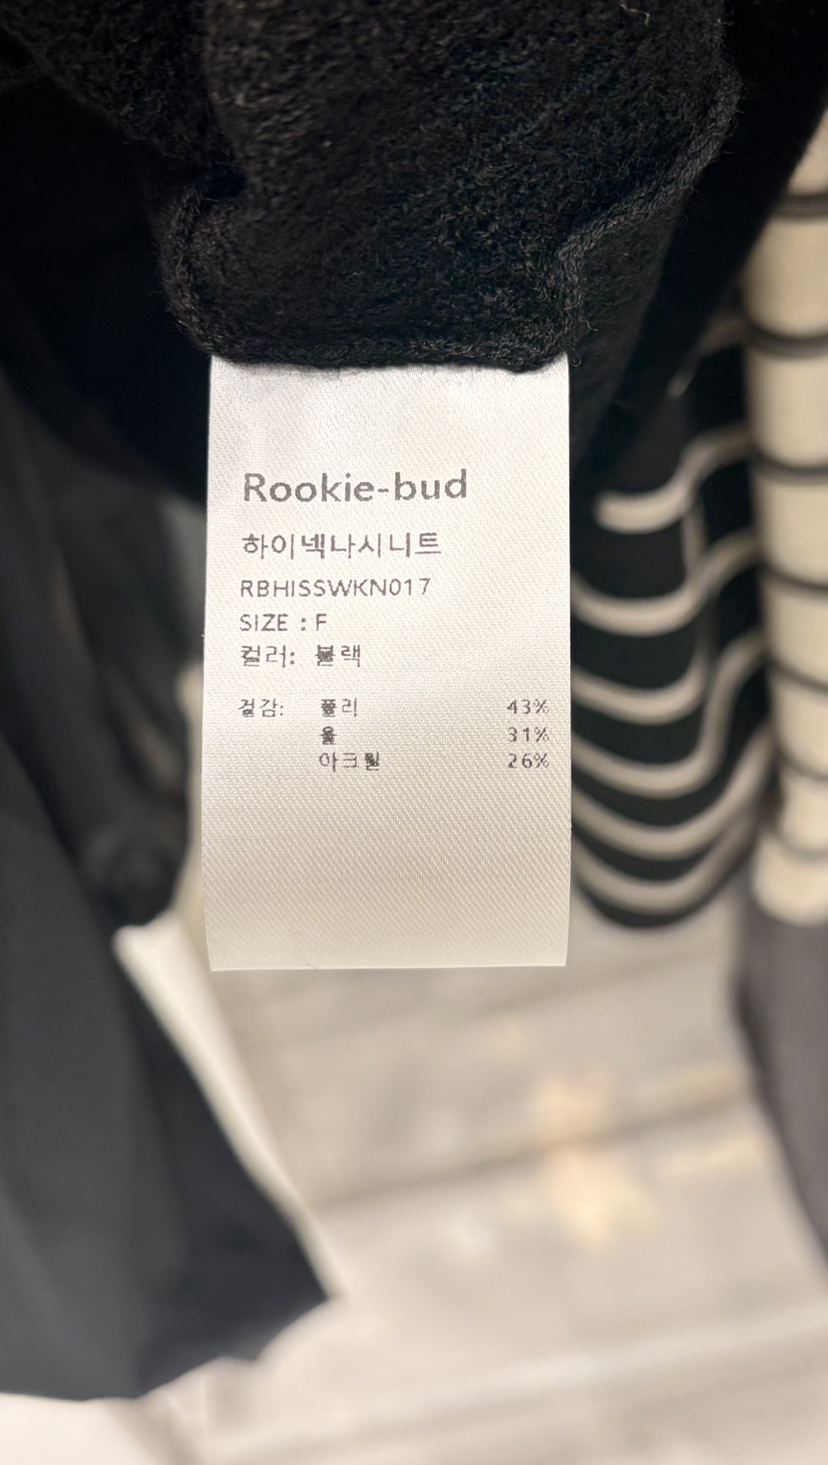 Rookie-bud
하이넥나시니트
RBHISSWKN017
SIZE : F
컬러: 블랙
겉감: 폴리 43%
울 31%
아크릴 26%